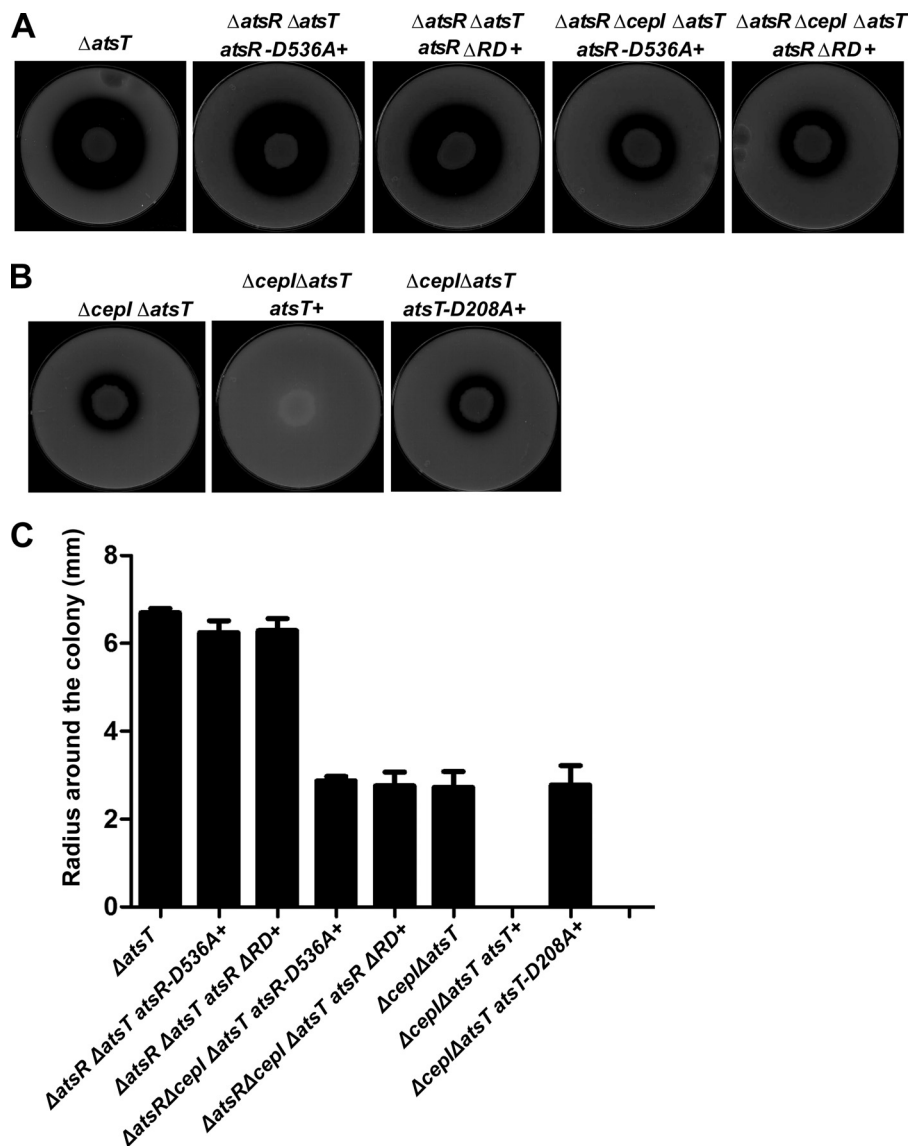 A
ΔatsT
ΔatsR ΔatsT
atsR -D536A+
ΔatsR ΔatsT
atsR ΔRD +
ΔatsR ΔcepI ΔatsT
atsR-D536A+
ΔatsR ΔcepI ΔatsT
atsR ΔRD+
B
ΔcepI ΔatsT
ΔcepIΔatsT
atsT+
ΔcepIΔatsT
atsT-D208A+
C
Radius around the colony (mm)
8
6
4
2
0
ΔatsT
ΔatsR ΔatsT atsR-D536A+
ΔatsR ΔatsT atsR ΔRD+
ΔatsRΔcepI ΔatsT atsR-D536A+
ΔatsRΔcepI ΔatsT atsR ΔRD+
ΔcepIΔatsT
ΔcepIΔatsT atsT+
ΔcepIΔatsT atsT-D208A+